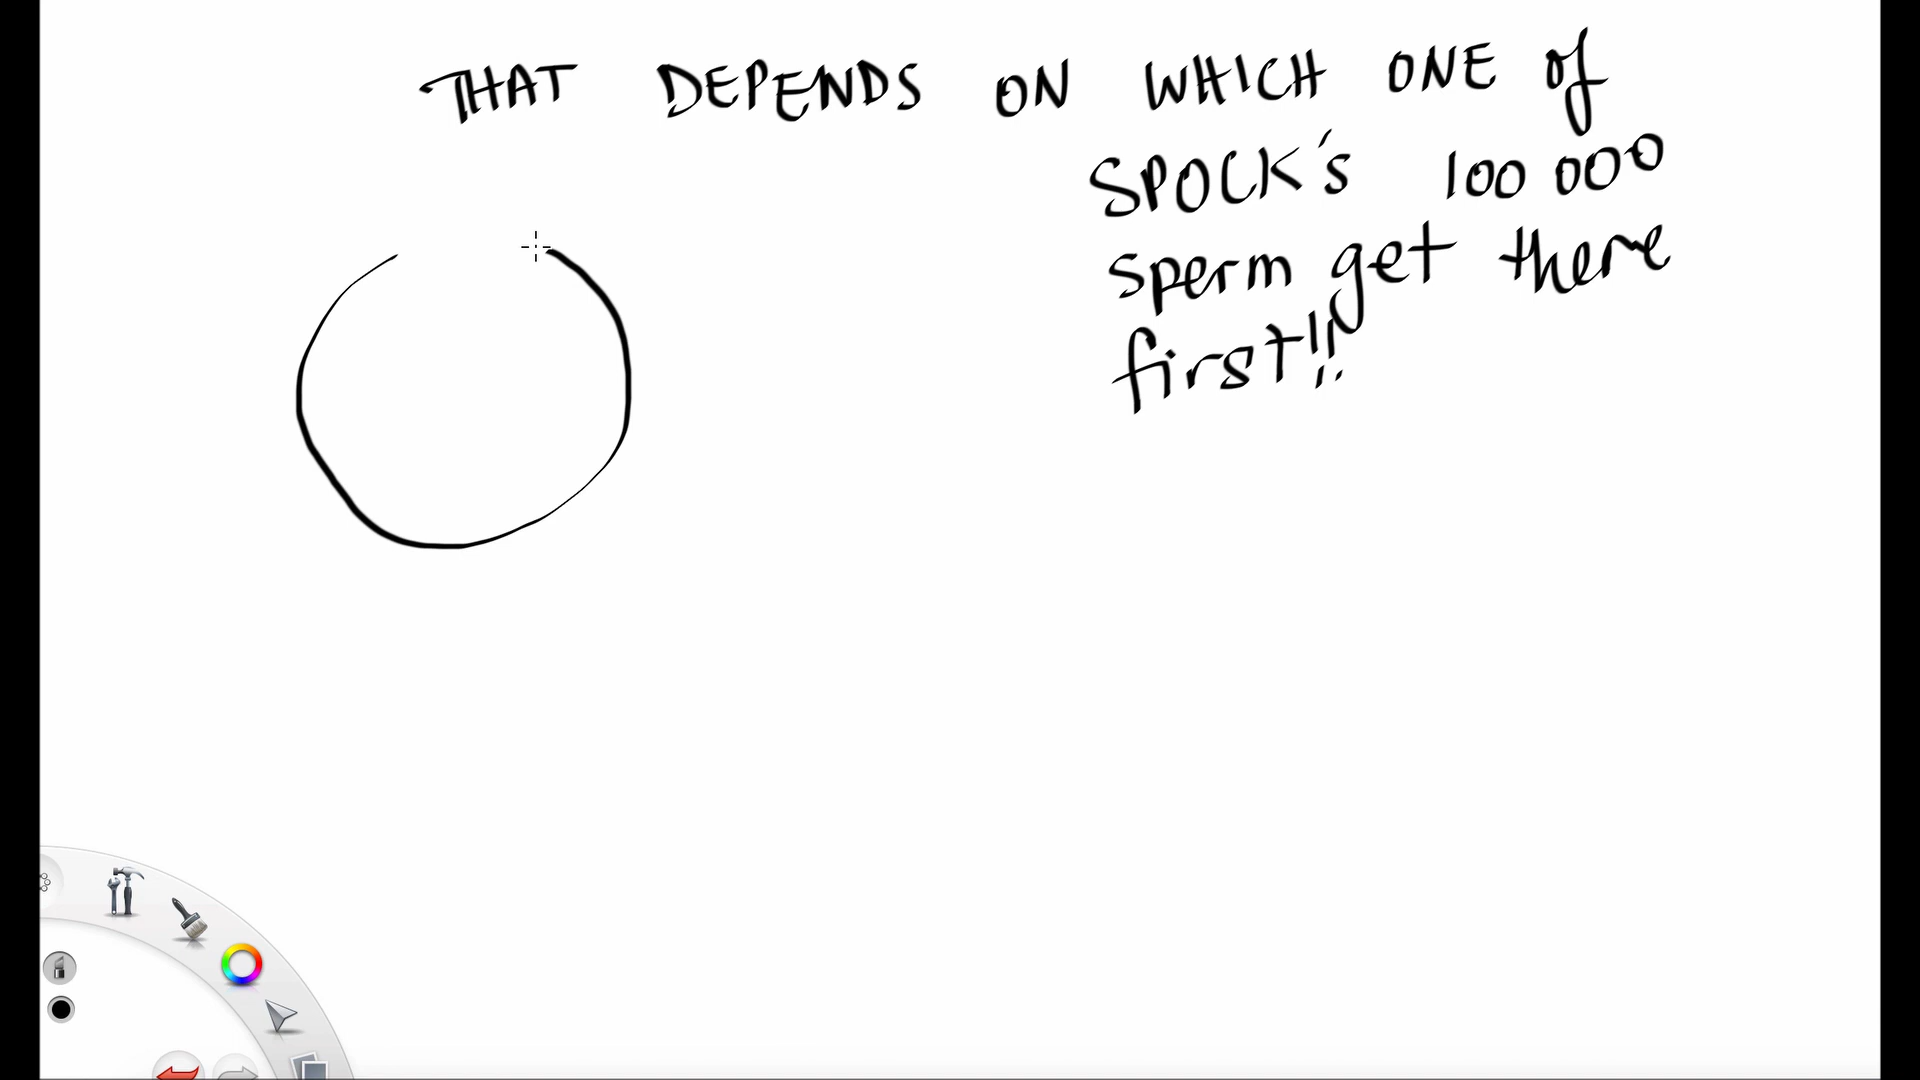 THAT DEPENDS ON WHICH ONE of
SPOCK's 100 000
sperm get there
first!!